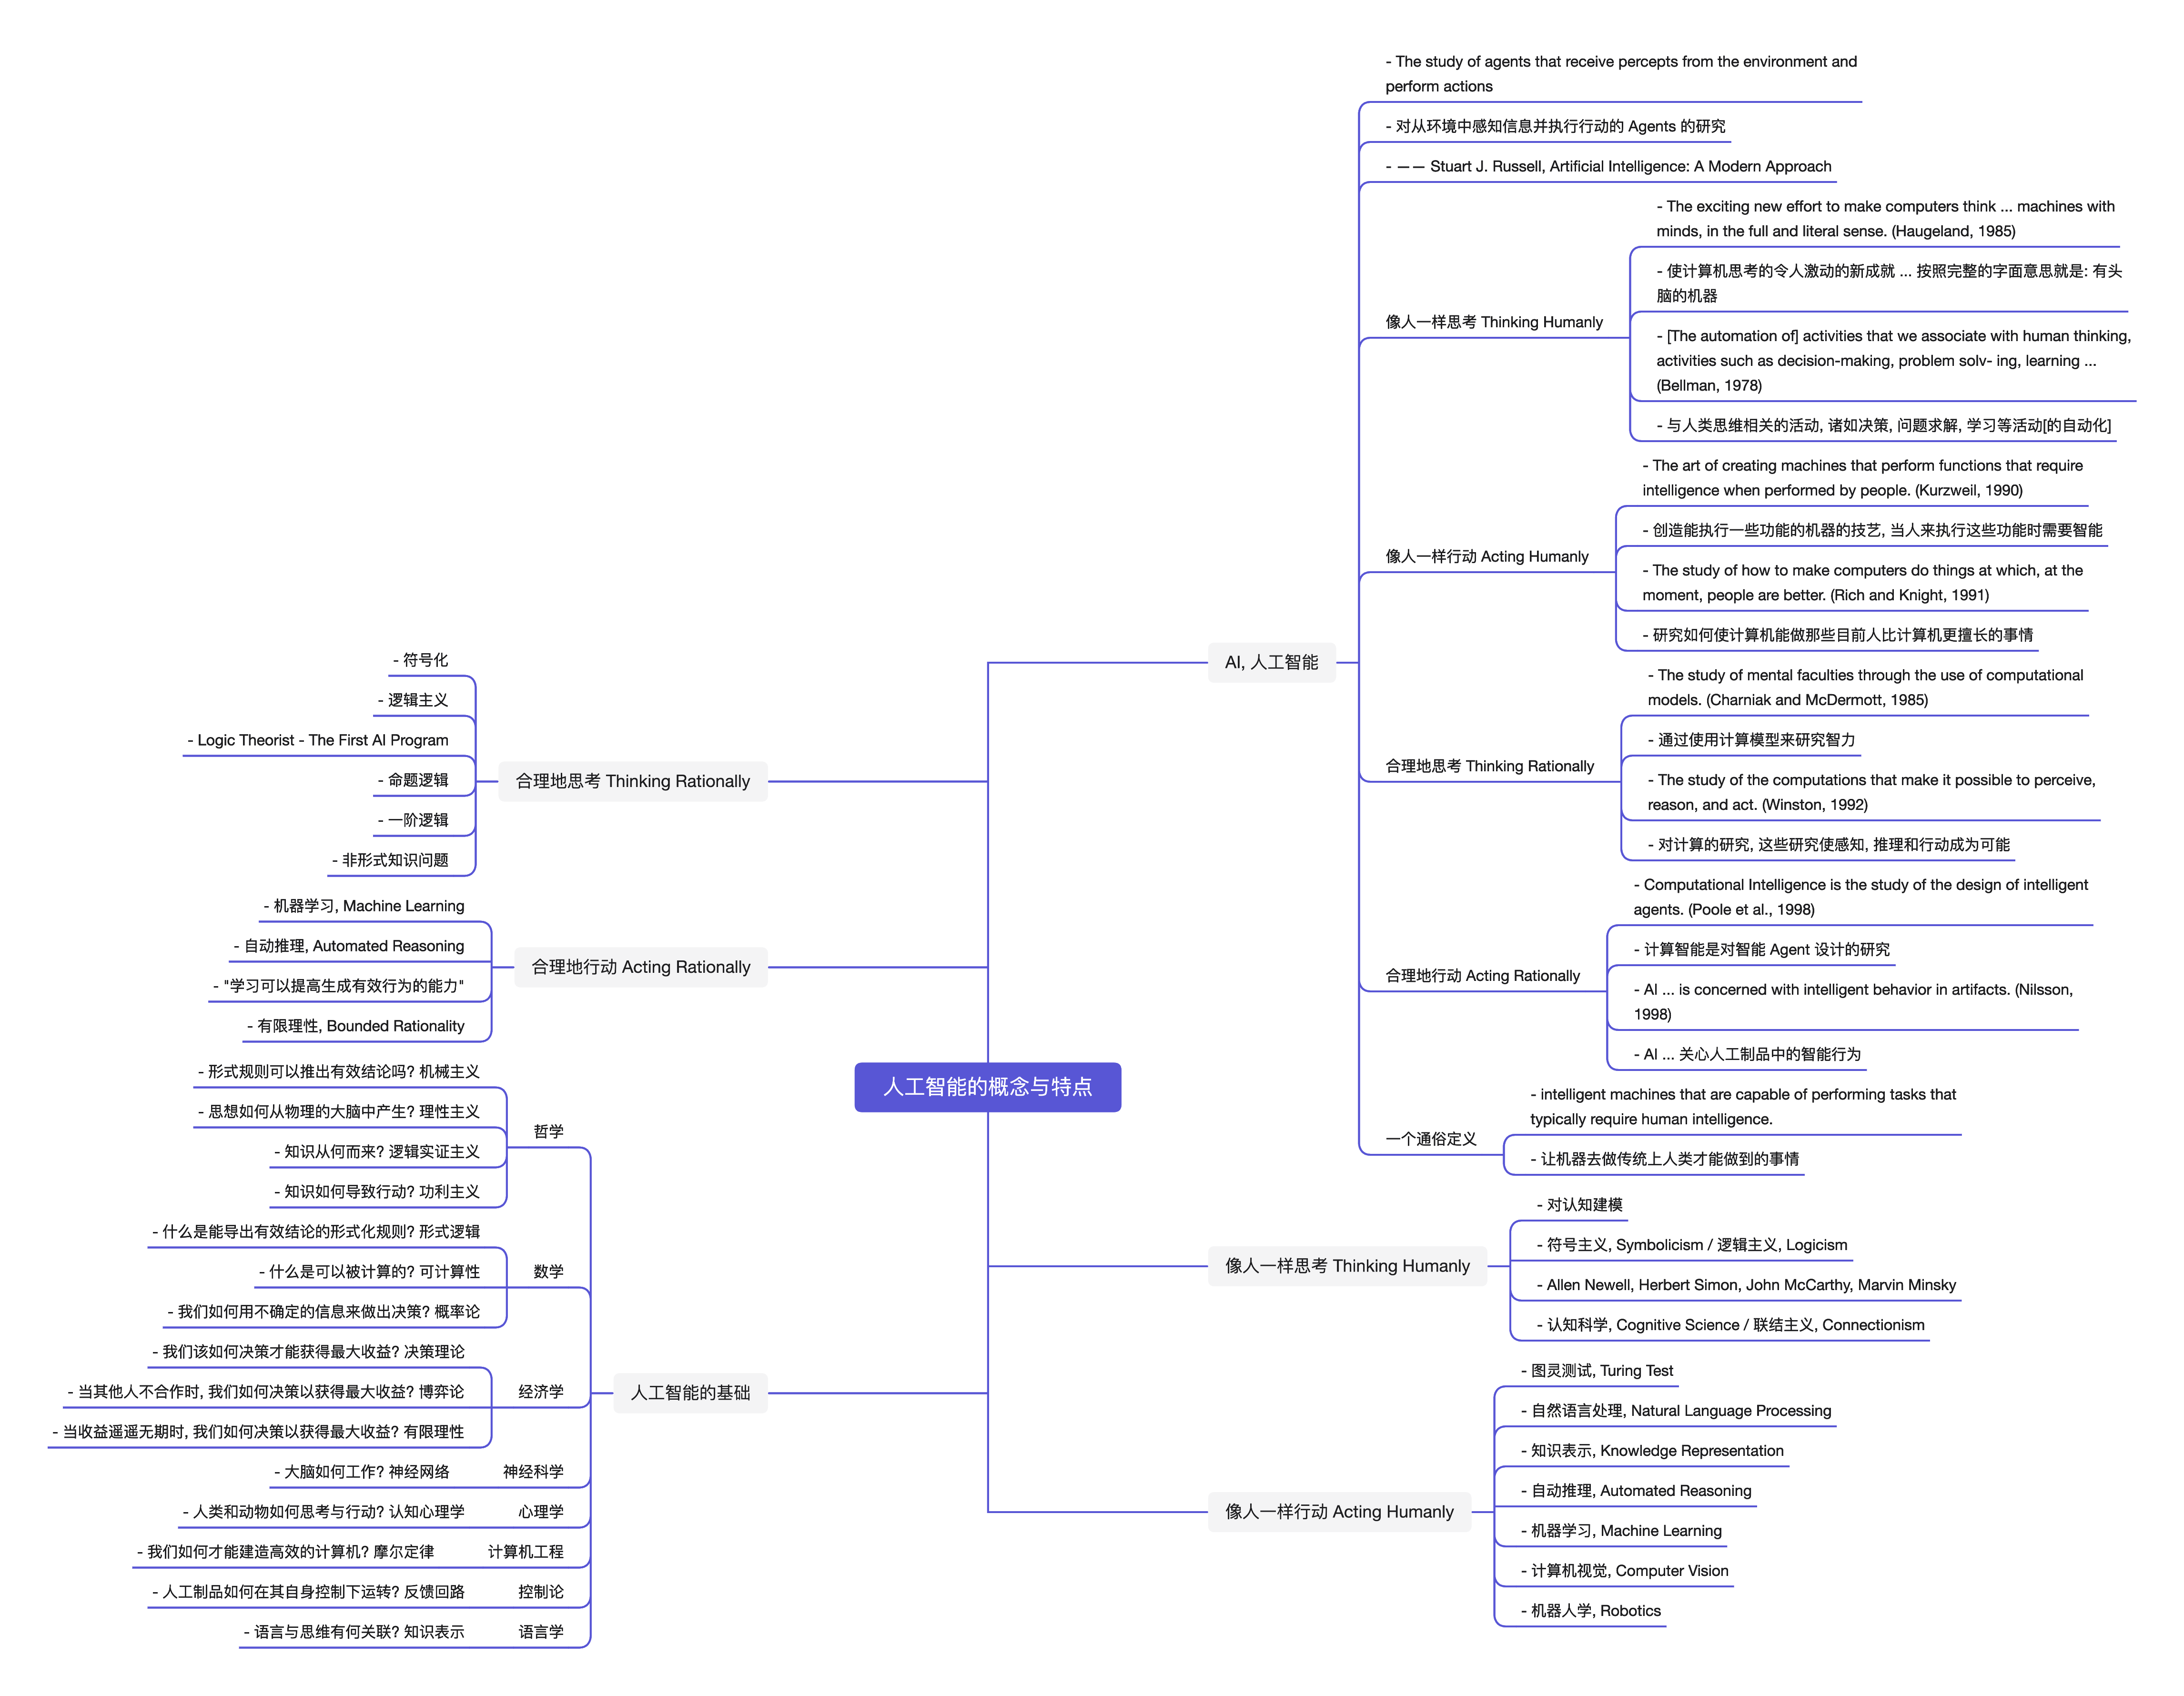 人工智能的概念与特点
AI, 人工智能
- The study of agents that receive percepts from the environment and
perform actions
- 对从环境中感知信息并执行行动的 Agents 的研究
- —— Stuart J. Russell, Artificial Intelligence: A Modern Approach
像人一样思考 Thinking Humanly
- The exciting new effort to make computers think ... machines with
minds, in the full and literal sense. (Haugeland, 1985)
- 使计算机思考的令人激动的新成就 ... 按照完整的字面意思就是: 有头
脑的机器
- [The automation of] activities that we associate with human thinking,
activities such as decision-making, problem solv- ing, learning ...
(Bellman, 1978)
- 与人类思维相关的活动, 诸如决策, 问题求解, 学习等活动[的自动化]
像人一样行动 Acting Humanly
- The art of creating machines that perform functions that require
intelligence when performed by people. (Kurzweil, 1990)
- 创造能执行一些功能的机器的技艺, 当人来执行这些功能时需要智能
- The study of how to make computers do things at which, at the
moment, people are better. (Rich and Knight, 1991)
- 研究如何使计算机能做那些目前人比计算机更擅长的事情
合理地思考 Thinking Rationally
- The study of mental faculties through the use of computational
models. (Charniak and McDermott, 1985)
- 通过使用计算模型来研究智力
- The study of the computations that make it possible to perceive,
reason, and act. (Winston, 1992)
- 对计算的研究, 这些研究使感知, 推理和行动成为可能
合理地行动 Acting Rationally
- Computational Intelligence is the study of the design of intelligent
agents. (Poole et al., 1998)
- 计算智能是对智能 Agent 设计的研究
- AI ... is concerned with intelligent behavior in artifacts. (Nilsson,
1998)
- AI ... 关心人工制品中的智能行为
一个通俗定义
- intelligent machines that are capable of performing tasks that
typically require human intelligence.
- 让机器去做传统上人类才能做到的事情
像人一样思考 Thinking Humanly
- 对认知建模
- 符号主义, Symbolicism / 逻辑主义, Logicism
- Allen Newell, Herbert Simon, John McCarthy, Marvin Minsky
- 认知科学, Cognitive Science / 联结主义, Connectionism
像人一样行动 Acting Humanly
- 图灵测试, Turing Test
- 自然语言处理, Natural Language Processing
- 知识表示, Knowledge Representation
- 自动推理, Automated Reasoning
- 机器学习, Machine Learning
- 计算机视觉, Computer Vision
- 机器人学, Robotics
合理地思考 Thinking Rationally
- 符号化
- 逻辑主义
- Logic Theorist - The First AI Program
- 命题逻辑
- 一阶逻辑
- 非形式知识问题
合理地行动 Acting Rationally
- 机器学习, Machine Learning
- 自动推理, Automated Reasoning
- "学习可以提高生成有效行为的能力"
- 有限理性, Bounded Rationality
人工智能的基础
哲学
- 形式规则可以推出有效结论吗? 机械主义
- 思想如何从物理的大脑中产生? 理性主义
- 知识从何而来? 逻辑实证主义
- 知识如何导致行动? 功利主义
数学
- 什么是能导出有效结论的形式化规则? 形式逻辑
- 什么是可以被计算的? 可计算性
- 我们如何用不确定的信息来做出决策? 概率论
经济学
- 我们该如何决策才能获得最大收益? 决策理论
- 当其他人不合作时, 我们如何决策以获得最大收益? 博弈论
- 当收益遥遥无期时, 我们如何决策以获得最大收益? 有限理性
神经科学
- 大脑如何工作? 神经网络
心理学
- 人类和动物如何思考与行动? 认知心理学
计算机工程
- 我们如何才能建造高效的计算机? 摩尔定律
控制论
- 人工制品如何在其自身控制下运转? 反馈回路
语言学
- 语言与思维有何关联? 知识表示